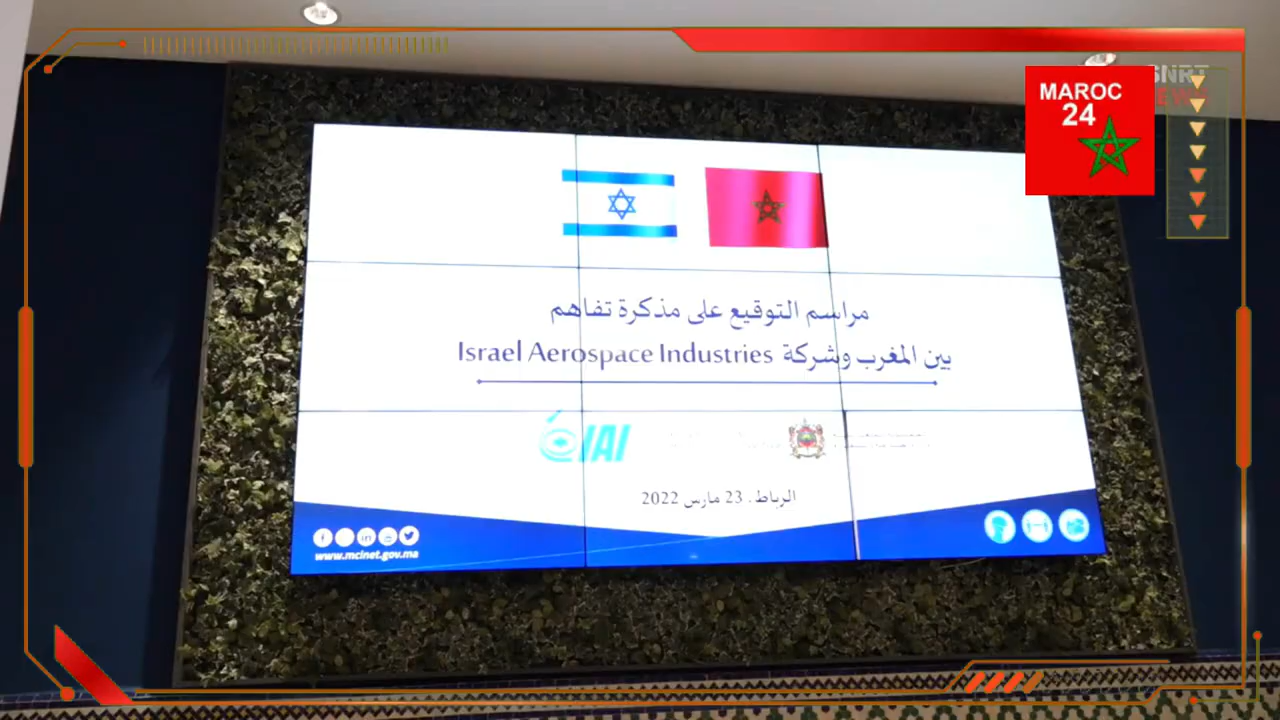 SNRT
NEWS
MAROC
24
مراسم التوقيع على مذكرة تفاهم
بين المغرب وشركة Israel Aerospace Industries
IAI
الرباط، 23 مارس 2022
www.mcinet.gov.ma